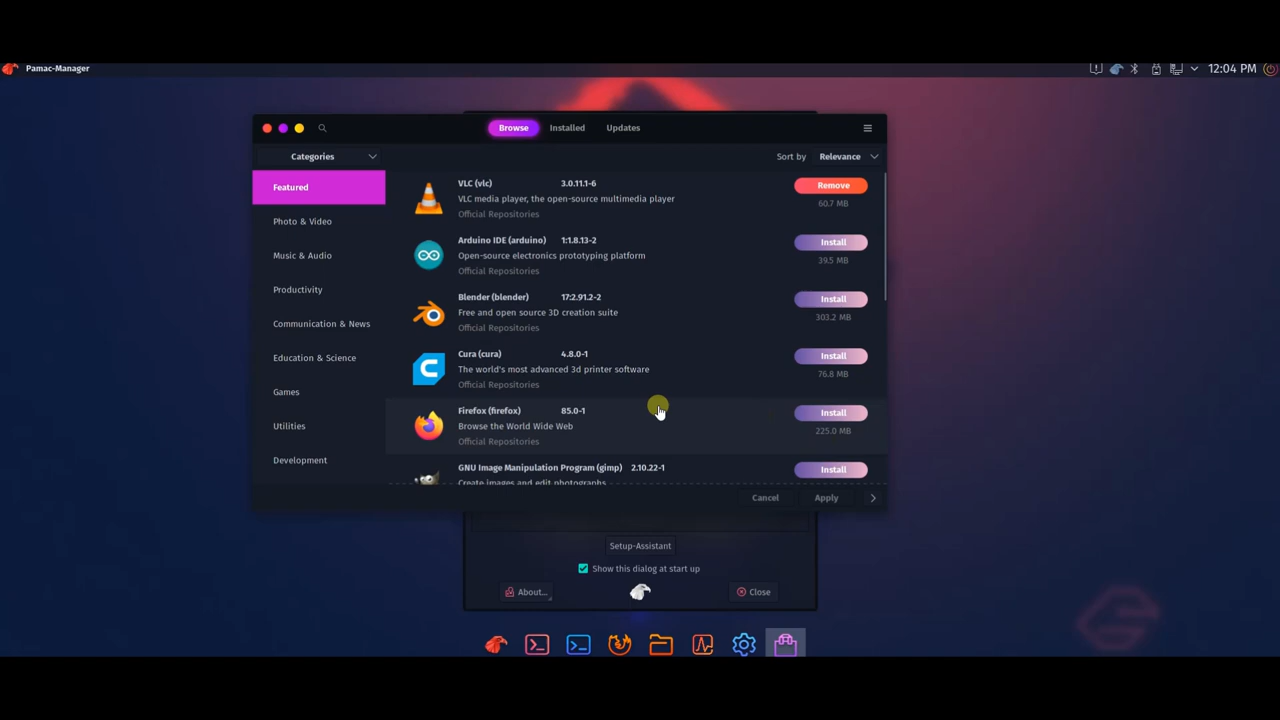 Pamac-Manager
12:04 PM
Browse
Installed
Updates
Categories
Sort by
Relevance
Featured
Photo & Video
Music & Audio
Productivity
Communication & News
Education & Science
Games
Utilities
Development
VLC (vlc) 3.0.11.1-6
VLC media player, the open-source multimedia player
Official Repositories
Remove
60.7 MB
Arduino IDE (arduino) 1:1.8.13-2
Open-source electronics prototyping platform
Official Repositories
Install
39.5 MB
Blender (blender) 17:2.91.2-2
Free and open source 3D creation suite
Official Repositories
Install
303.2 MB
Cura (cura) 4.8.0-1
The world's most advanced 3d printer software
Official Repositories
Install
76.8 MB
Firefox (firefox) 85.0-1
Browse the World Wide Web
Official Repositories
Install
225.0 MB
GNU Image Manipulation Program (gimp) 2.10.22-1
Create images and edit photographs
Install
Cancel
Apply
Setup-Assistant
Show this dialog at start up
About...
Close